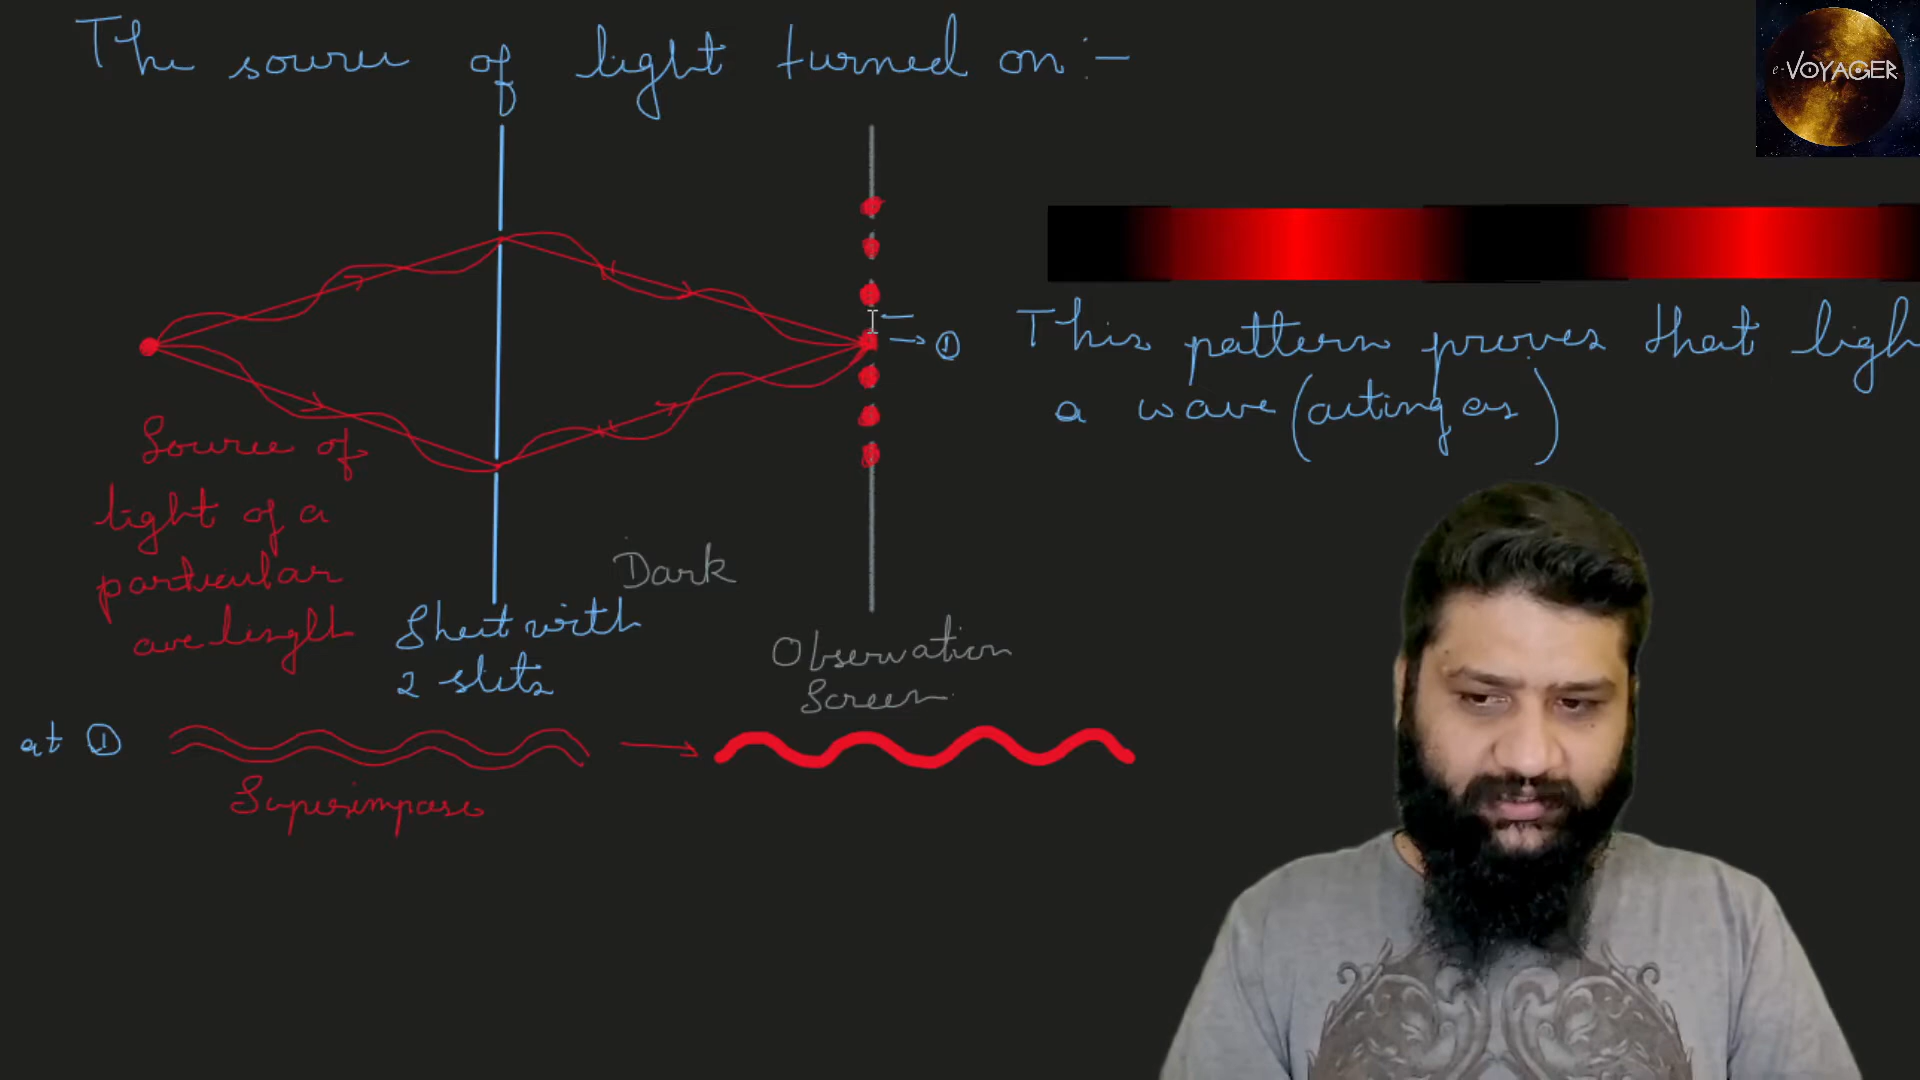 The source of light turned on :-
e-VOYAGER
→ ①
This pattern proves that ligh
a wave (acting as)
Source of
light of a
particular
avelength
Dark
Sheet with
2 slits
Observation
Screen
at ①
Superimpose